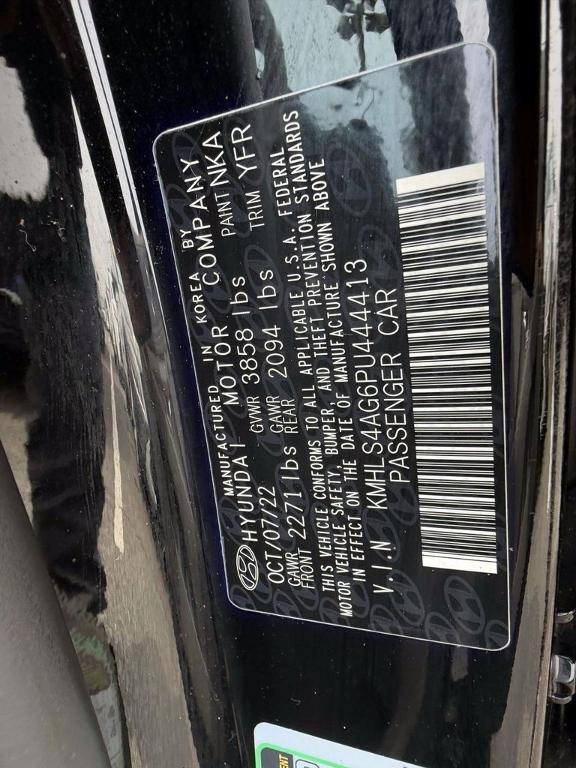 MANUFACTURED IN KOREA BY
HYUNDAI MOTOR COMPANY
OCT/07/22 GVWR 3858 lbs PAINT NKA
GAWR FRONT 2271 lbs GAWR REAR 2094 lbs TRIM YFR
THIS VEHICLE CONFORMS TO ALL APPLICABLE U.S.A. FEDERAL
MOTOR VEHICLE SAFETY, BUMPER, AND THEFT PREVENTION STANDARDS
IN EFFECT ON THE DATE OF MANUFACTURE SHOWN ABOVE
V.I.N KMHLS4AG6PU444413
PASSENGER CAR